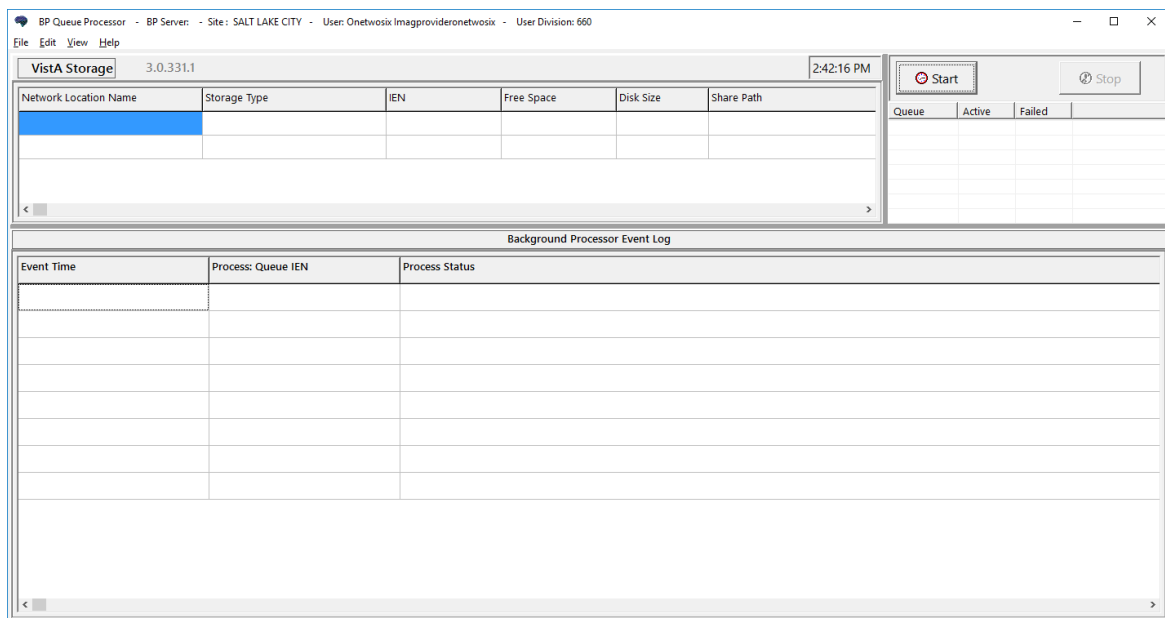 BP Queue Processor - BP Server: - Site : SALT LAKE CITY - User: Onetwosix Imagprovideronetwosix - User Division: 660
File Edit View Help
VistA Storage 3.0.331.1 2:42:16 PM
Start Stop
Network Location Name Storage Type IEN Free Space Disk Size Share Path
Queue Active Failed
Background Processor Event Log
Event Time Process: Queue IEN Process Status